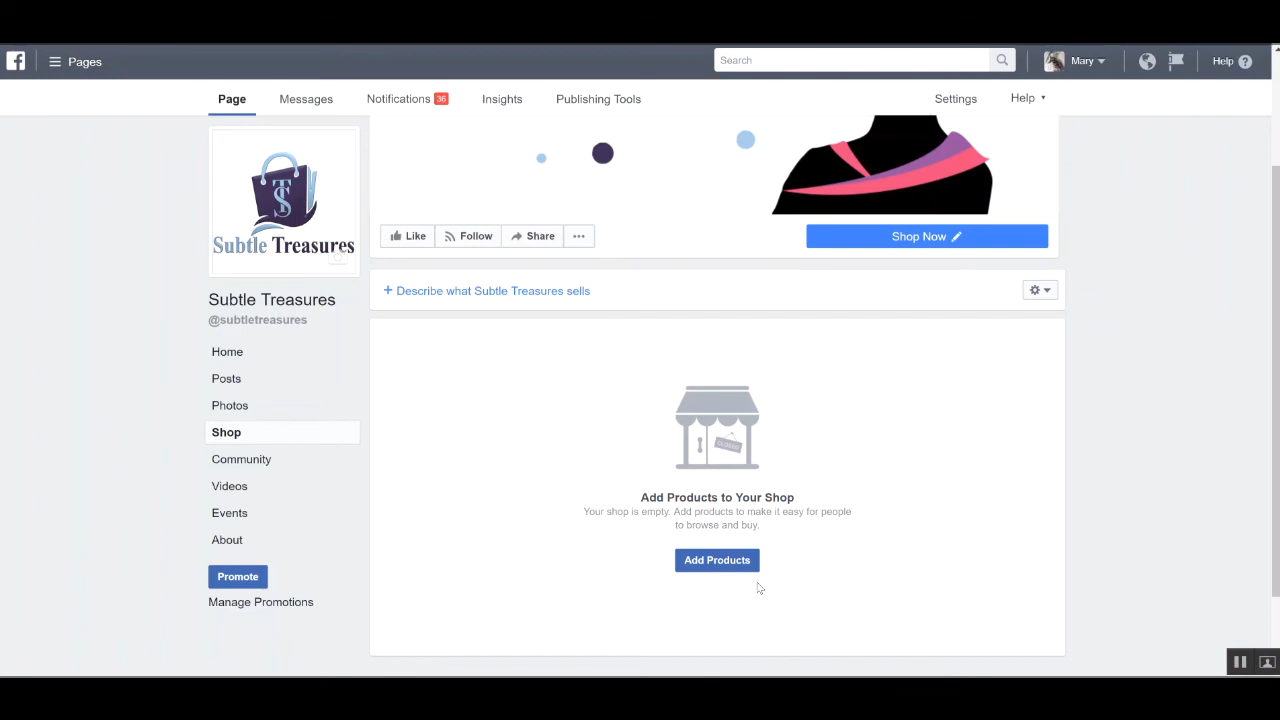 f Pages Search Mary Help ?
Page Messages Notifications 36 Insights Publishing Tools Settings Help
TS
Subtle Treasures
Like Follow Share ... Shop Now
Subtle Treasures
@subtletreasures
+ Describe what Subtle Treasures sells
Home
Posts
Photos
Shop
Community
Videos
Events
About
Promote
Manage Promotions
Add Products to Your Shop
Your shop is empty. Add products to make it easy for people
to browse and buy.
Add Products